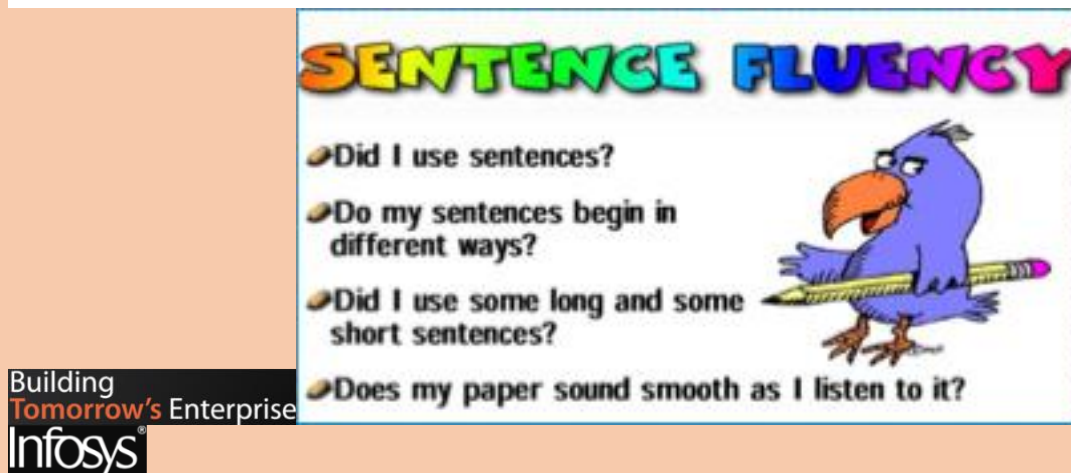 SENTENCE FLUENCY
Did I use sentences?
Do my sentences begin in
different ways?
Did I use some long and some
short sentences?
Does my paper sound smooth as I listen to it?
Building
Tomorrow's Enterprise
Infosys®